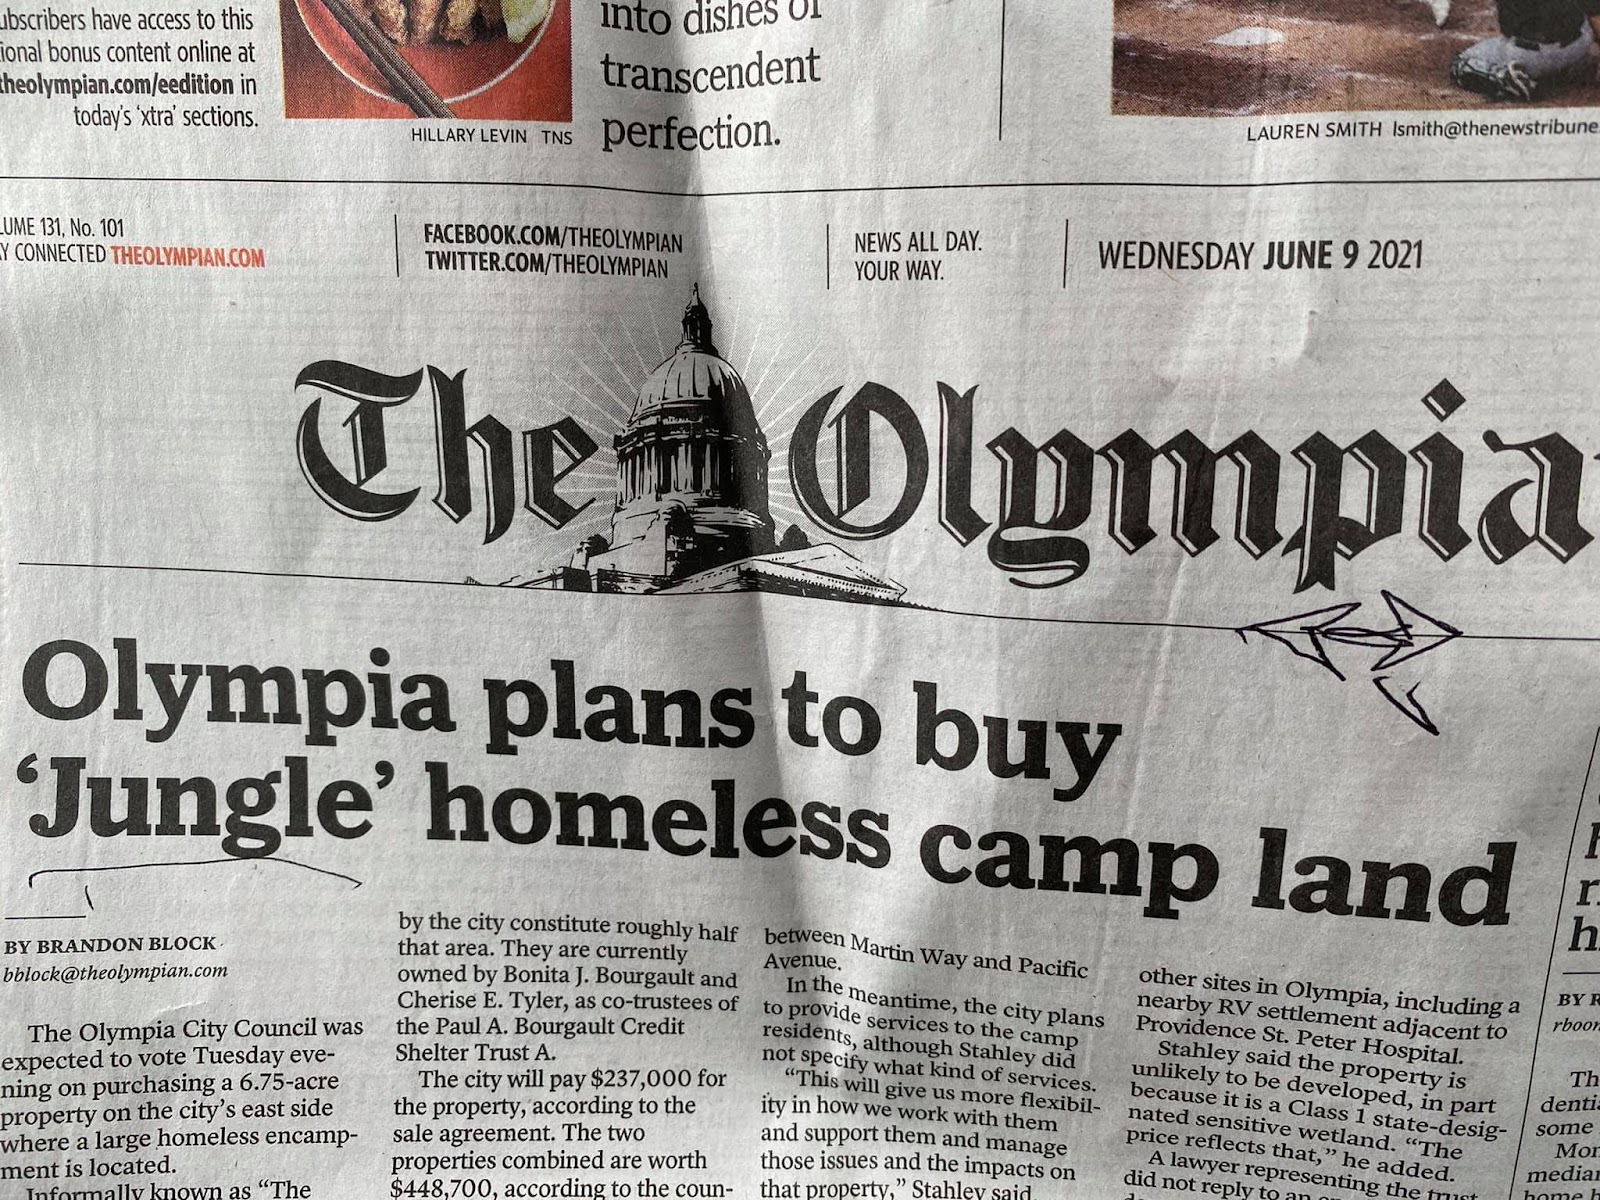 ubscribers have access to this
ional bonus content online at
theolympian.com/eedition in
today's 'xtra' sections.
HILLARY LEVIN TNS
into dishes of
transcendent
perfection.
LAUREN SMITH lsmith@thenewstribune.
LUME 131, No. 101
Y CONNECTED THEOLYMPIAN.COM
FACEBOOK.COM/THEOLYMPIAN
TWITTER.COM/THEOLYMPIAN
NEWS ALL DAY.
YOUR WAY.
WEDNESDAY JUNE 9 2021
The Olympia
Olympia plans to buy
‘Jungle’ homeless camp land
BY BRANDON BLOCK
bblock@theolympian.com
The Olympia City Council was
expected to vote Tuesday eve-
ning on purchasing a 6.75-acre
property on the city's east side
where a large homeless encamp-
ment is located.
Informally known as “The
by the city constitute roughly half
that area. They are currently
owned by Bonita J. Bourgault and
Cherise E. Tyler, as co-trustees of
the Paul A. Bourgault Credit
Shelter Trust A.
The city will pay $237,000 for
the property, according to the
sale agreement. The two
properties combined are worth
$448,700, according to the coun-
between Martin Way and Pacific
Avenue.
In the meantime, the city plans
to provide services to the camp
residents, although Stahley did
not specify what kind of services.
“This will give us more flexibil-
ity in how we work with them
and support them and manage
those issues and the impacts on
that property,” Stahley said
other sites in Olympia, including a
nearby RV settlement adjacent to
Providence St. Peter Hospital.
Stahley said the property is
unlikely to be developed, in part
because it is a Class 1 state-desig-
nated sensitive wetland. “The
price reflects that,” he added.
A lawyer representing the trust
did not reply to an
BY R
rboon
Th
denti
some
Mor
median
home h